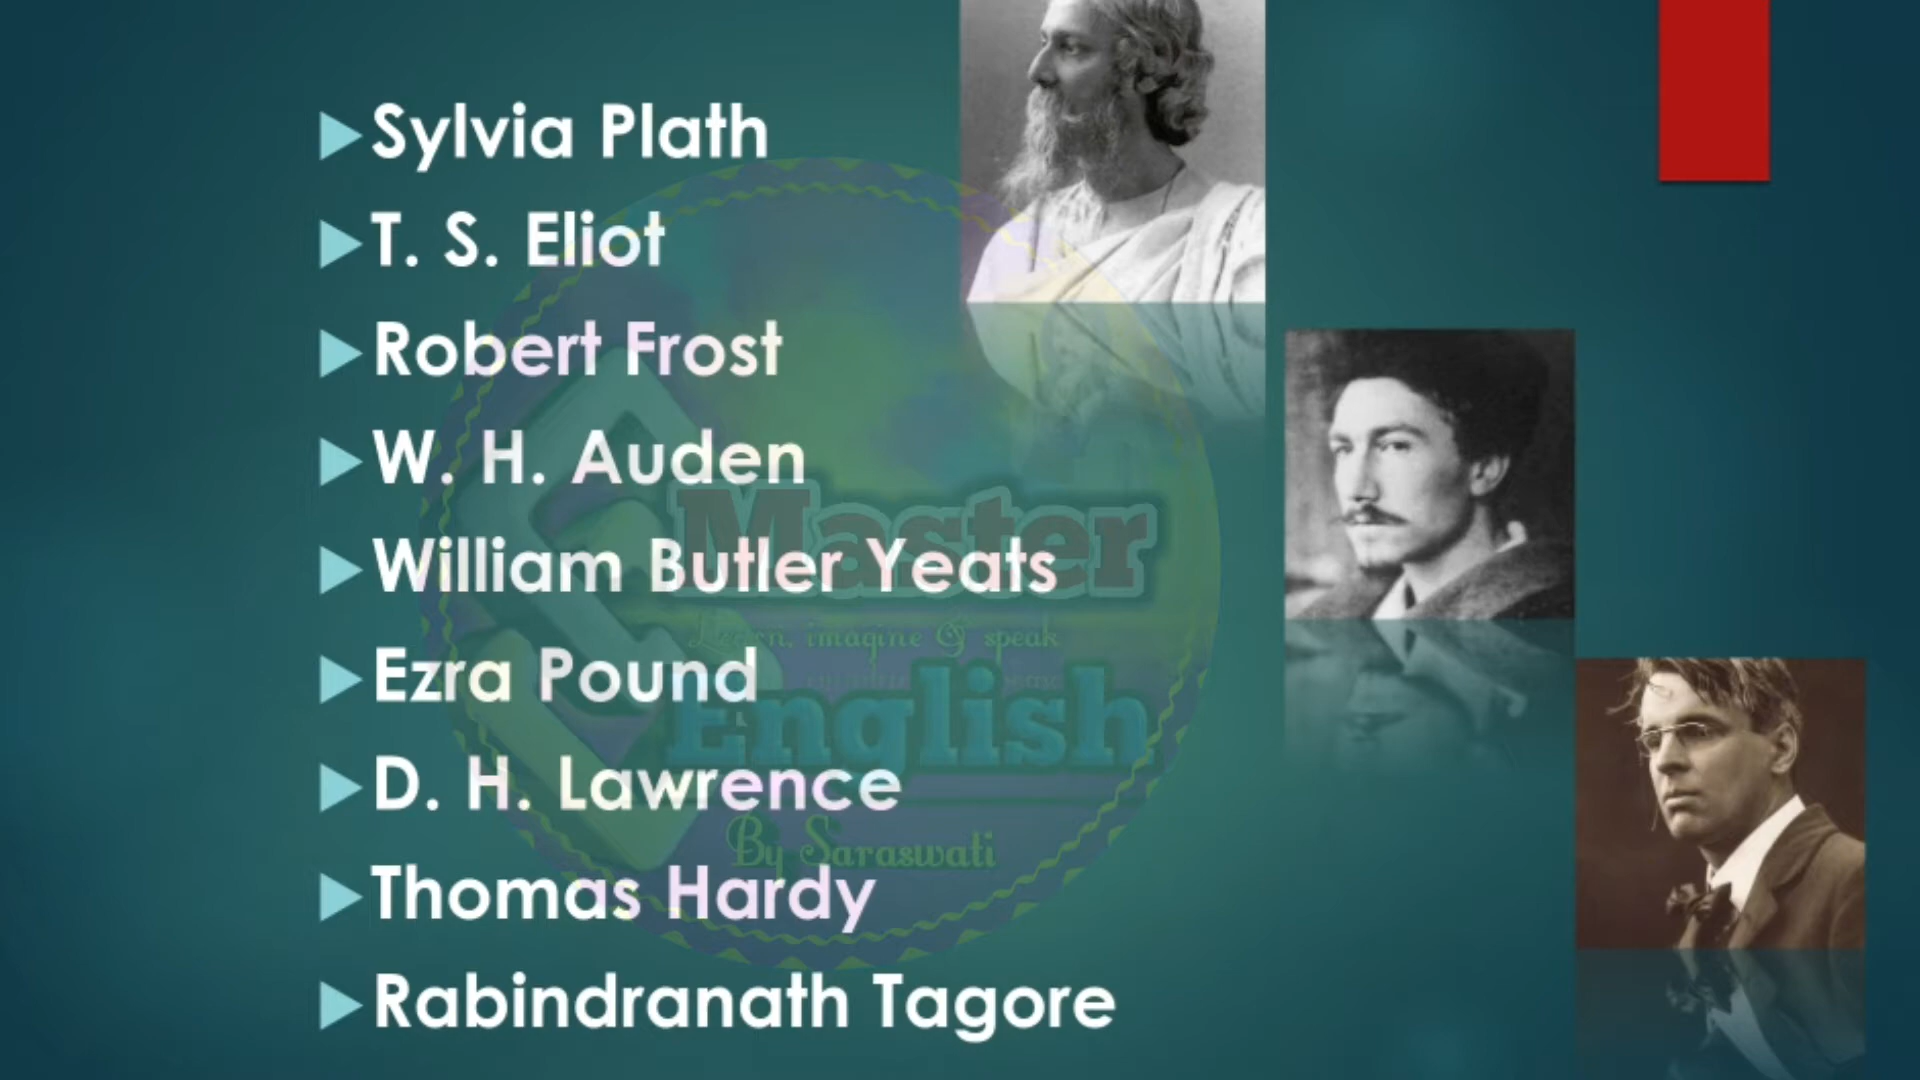 Sylvia Plath
T. S. Eliot
Robert Frost
W. H. Auden
William Butler Yeats
Ezra Pound
D. H. Lawrence
Thomas Hardy
Rabindranath Tagore
Master
Learn, imagine & speak
English
By Saraswati